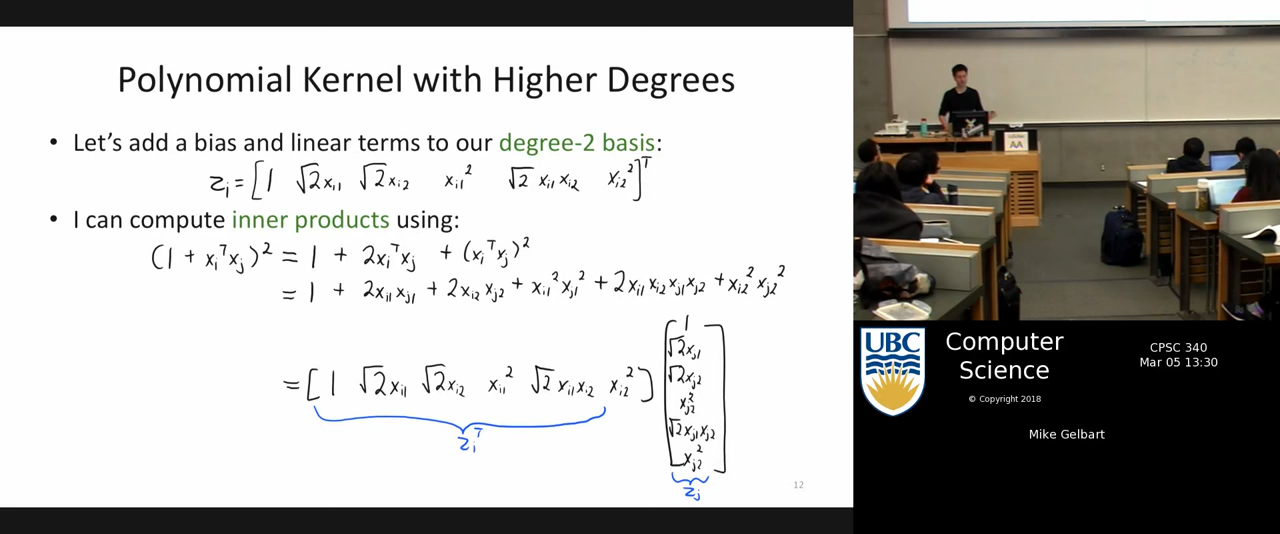 Polynomial Kernel with Higher Degrees
• Let's add a bias and linear terms to our degree-2 basis:
zᵢ = [1 √2xᵢ₁ √2xᵢ₂ xᵢ₁² √2 xᵢ₁xᵢ₂ xᵢ₂²]ᵀ
• I can compute inner products using:
(1 + xᵢᵀxⱼ)² = 1 + 2xᵢᵀxⱼ + (xᵢᵀxⱼ)²
= 1 + 2xᵢ₁xⱼ₁ + 2xᵢ₂xⱼ₂ + xᵢ₁²xⱼ₁² + 2xᵢ₁xᵢ₂xⱼ₁xⱼ₂ + xᵢ₂²xⱼ₂²
= [1 √2xᵢ₁ √2xᵢ₂ xᵢ₁² √2xᵢ₁xᵢ₂ xᵢ₂²]
zᵢᵀ
1
√2xⱼ₁
√2xⱼ₂
xⱼ₂²
√2xⱼ₁xⱼ₂
xⱼ₂²
zⱼ
12
AA
UBC
Computer
Science
© Copyright 2018
CPSC 340
Mar 05 13:30
Mike Gelbart